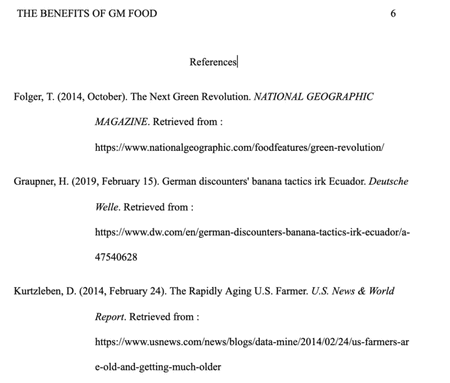 THE BENEFITS OF GM FOOD 6
References
Folger, T. (2014, October). The Next Green Revolution. NATIONAL GEOGRAPHIC
MAGAZINE. Retrieved from :
https://www.nationalgeographic.com/foodfeatures/green-revolution/
Graupner, H. (2019, February 15). German discounters' banana tactics irk Ecuador. Deutsche
Welle. Retrieved from :
https://www.dw.com/en/german-discounters-banana-tactics-irk-ecuador/a-
47540628
Kurtzleben, D. (2014, February 24). The Rapidly Aging U.S. Farmer. U.S. News & World
Report. Retrieved from :
https://www.usnews.com/news/blogs/data-mine/2014/02/24/us-farmers-ar
e-old-and-getting-much-older